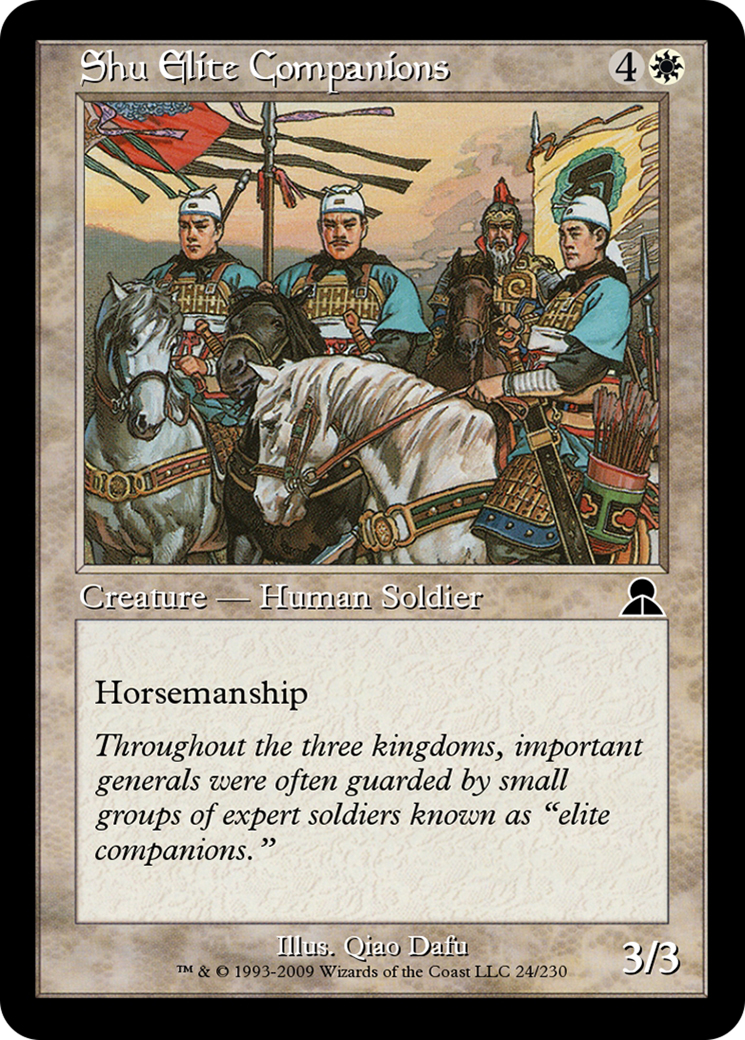 Shu Elite Companions 4
Creature — Human Soldier
Horsemanship
Throughout the three kingdoms, important
generals were often guarded by small
groups of expert soldiers known as “elite
companions.”
Illus. Qiao Dafu
™ & © 1993-2009 Wizards of the Coast LLC 24/230
3/3